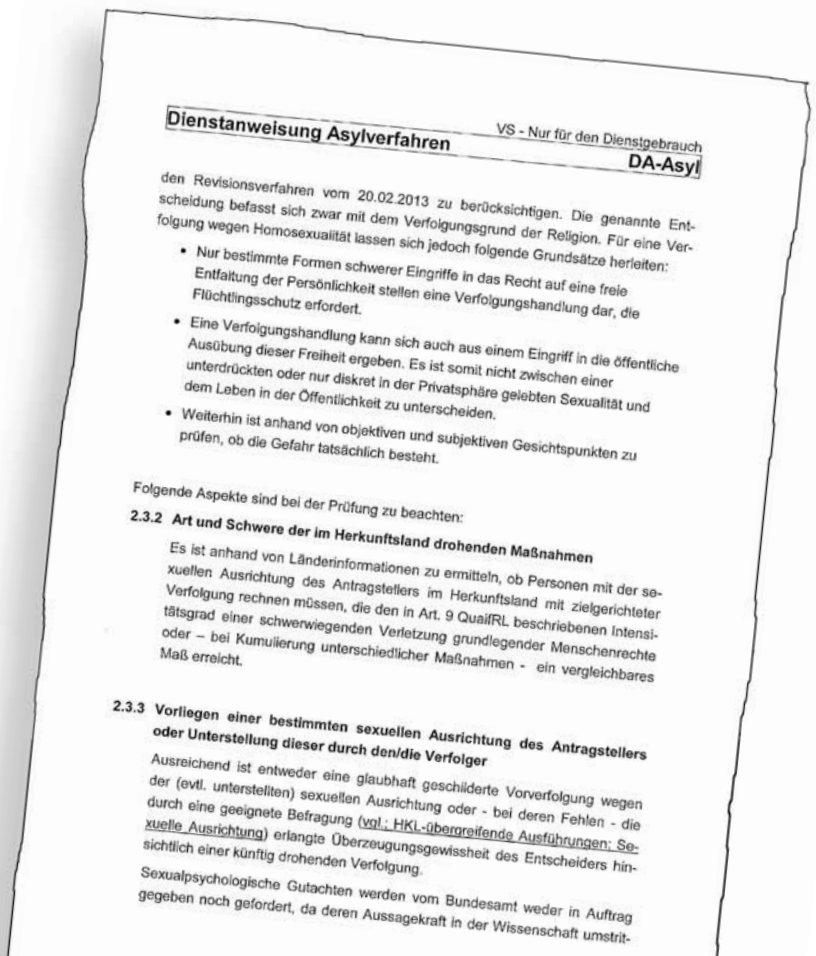 VS - Nur für den Dienstgebrauch
Dienstanweisung Asylverfahren DA-Asyl
den Revisionsverfahren vom 20.02.2013 zu berücksichtigen. Die genannte Ent-
scheidung befasst sich zwar mit dem Verfolgungsgrund der Religion. Für eine Ver-
folgung wegen Homosexualität lassen sich jedoch folgende Grundsätze herleiten:
• Nur bestimmte Formen schwerer Eingriffe in das Recht auf eine freie
Entfaltung der Persönlichkeit stellen eine Verfolgungshandlung dar, die
Flüchtlingsschutz erfordert.
• Eine Verfolgungshandlung kann sich auch aus einem Eingriff in die öffentliche
Ausübung dieser Freiheit ergeben. Es ist somit nicht zwischen einer
unterdrückten oder nur diskret in der Privatsphäre gelebten Sexualität und
dem Leben in der Öffentlichkeit zu unterscheiden.
• Weiterhin ist anhand von objektiven und subjektiven Gesichtspunkten zu
prüfen, ob die Gefahr tatsächlich besteht.
Folgende Aspekte sind bei der Prüfung zu beachten:
2.3.2 Art und Schwere der im Herkunftsland drohenden Maßnahmen
Es ist anhand von Länderinformationen zu ermitteln, ob Personen mit der se-
xuellen Ausrichtung des Antragstellers im Herkunftsland mit zielgerichteter
Verfolgung rechnen müssen, die den in Art. 9 QualfRL beschriebenen Intensi-
tätsgrad einer schwerwiegenden Verletzung grundlegender Menschenrechte
oder – bei Kumulierung unterschiedlicher Maßnahmen - ein vergleichbares
Maß erreicht.
2.3.3 Vorliegen einer bestimmten sexuellen Ausrichtung des Antragstellers
oder Unterstellung dieser durch den/die Verfolger
Ausreichend ist entweder eine glaubhaft geschilderte Vorverfolgung wegen
der (evtl. unterstellten) sexuellen Ausrichtung oder - bei deren Fehlen - die
durch eine geeignete Befragung (vgl.: HKL-übergreifende Ausführungen; Se-
xuelle Ausrichtung) erlangte Überzeugungsgewissheit des Entscheiders hin-
sichtlich einer künftig drohenden Verfolgung.
Sexualpsychologische Gutachten werden vom Bundesamt weder in Auftrag
gegeben noch gefordert, da deren Aussagekraft in der Wissenschaft umstrit-